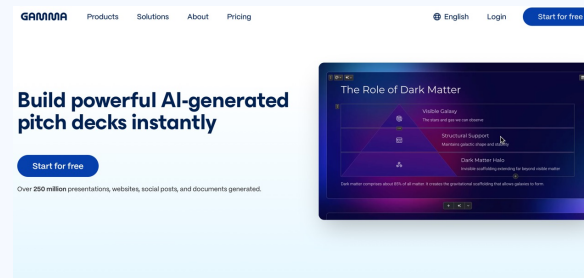 GAMMA
Products Solutions About Pricing
English Login Start for free
Build powerful AI-generated
pitch decks instantly
Start for free
Over 250 million presentations, websites, social posts, and documents generated.
The Role of Dark Matter
Visible Galaxy
The stars and gas we can observe
Structural Support
Maintains galactic shape and stability
Dark Matter Halo
Invisible scaffolding extending far beyond visible matter
Dark matter comprises about 85% of all matter. It creates the gravitational scaffolding that allows galaxies to form.